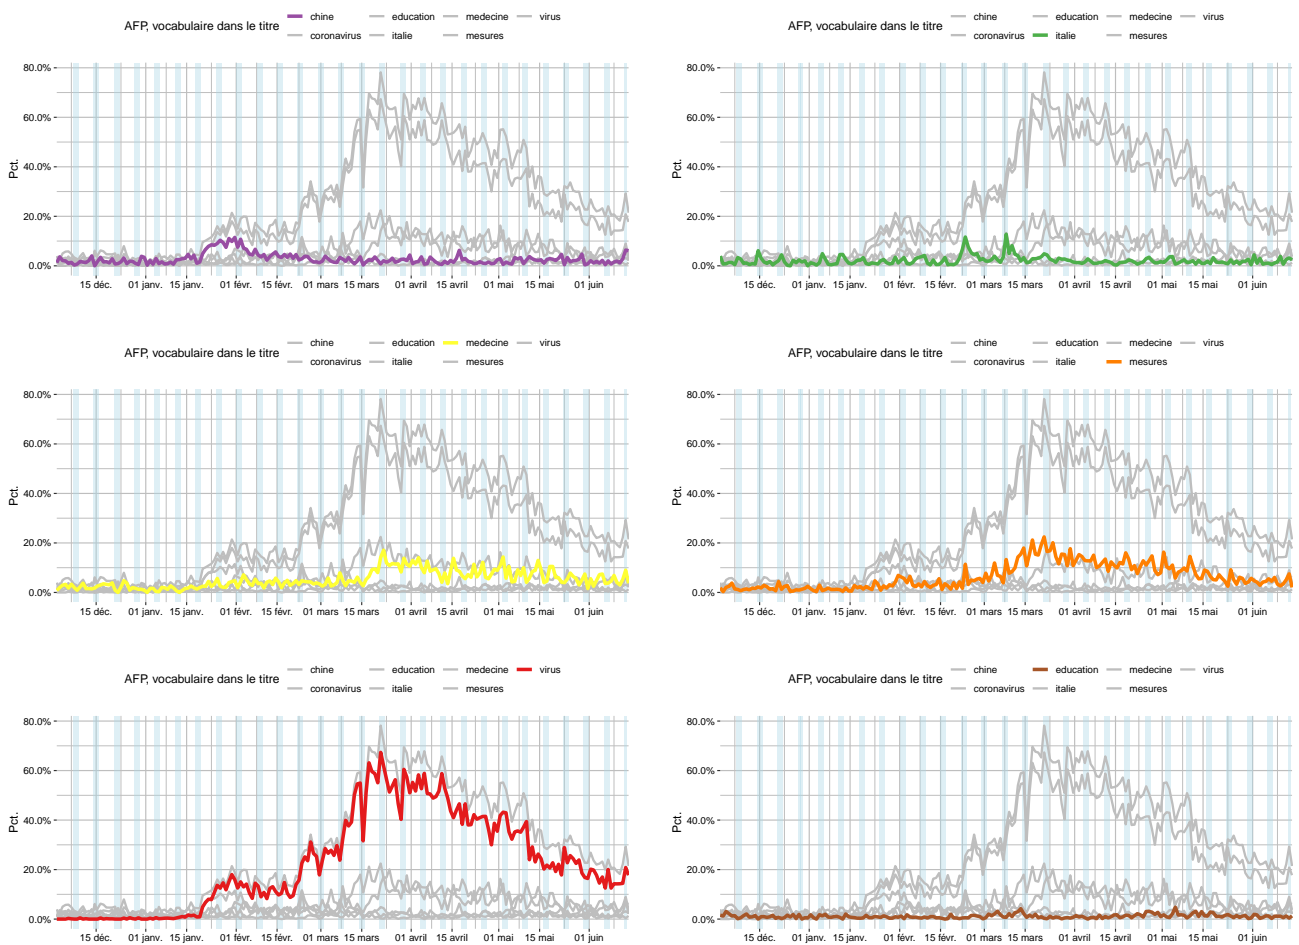 AFP, vocabulaire dans le titre
chine education medecine virus
coronavirus italie mesures
Pct.
80.0%
60.0%
40.0%
20.0%
0.0%
15 déc. 01 janv. 15 janv. 01 févr. 15 févr. 01 mars 15 mars 01 avril 15 avril 01 mai 15 mai 01 juin
AFP, vocabulaire dans le titre
chine education medecine virus
coronavirus italie mesures
Pct.
80.0%
60.0%
40.0%
20.0%
0.0%
15 déc. 01 janv. 15 janv. 01 févr. 15 févr. 01 mars 15 mars 01 avril 15 avril 01 mai 15 mai 01 juin
AFP, vocabulaire dans le titre
chine education medecine virus
coronavirus italie mesures
Pct.
80.0%
60.0%
40.0%
20.0%
0.0%
15 déc. 01 janv. 15 janv. 01 févr. 15 févr. 01 mars 15 mars 01 avril 15 avril 01 mai 15 mai 01 juin
AFP, vocabulaire dans le titre
chine education medecine virus
coronavirus italie mesures
Pct.
80.0%
60.0%
40.0%
20.0%
0.0%
15 déc. 01 janv. 15 janv. 01 févr. 15 févr. 01 mars 15 mars 01 avril 15 avril 01 mai 15 mai 01 juin
AFP, vocabulaire dans le titre
chine education medecine virus
coronavirus italie mesures
Pct.
80.0%
60.0%
40.0%
20.0%
0.0%
15 déc. 01 janv. 15 janv. 01 févr. 15 févr. 01 mars 15 mars 01 avril 15 avril 01 mai 15 mai 01 juin
AFP, vocabulaire dans le titre
chine education medecine virus
coronavirus italie mesures
Pct.
80.0%
60.0%
40.0%
20.0%
0.0%
15 déc. 01 janv. 15 janv. 01 févr. 15 févr. 01 mars 15 mars 01 avril 15 avril 01 mai 15 mai 01 juin